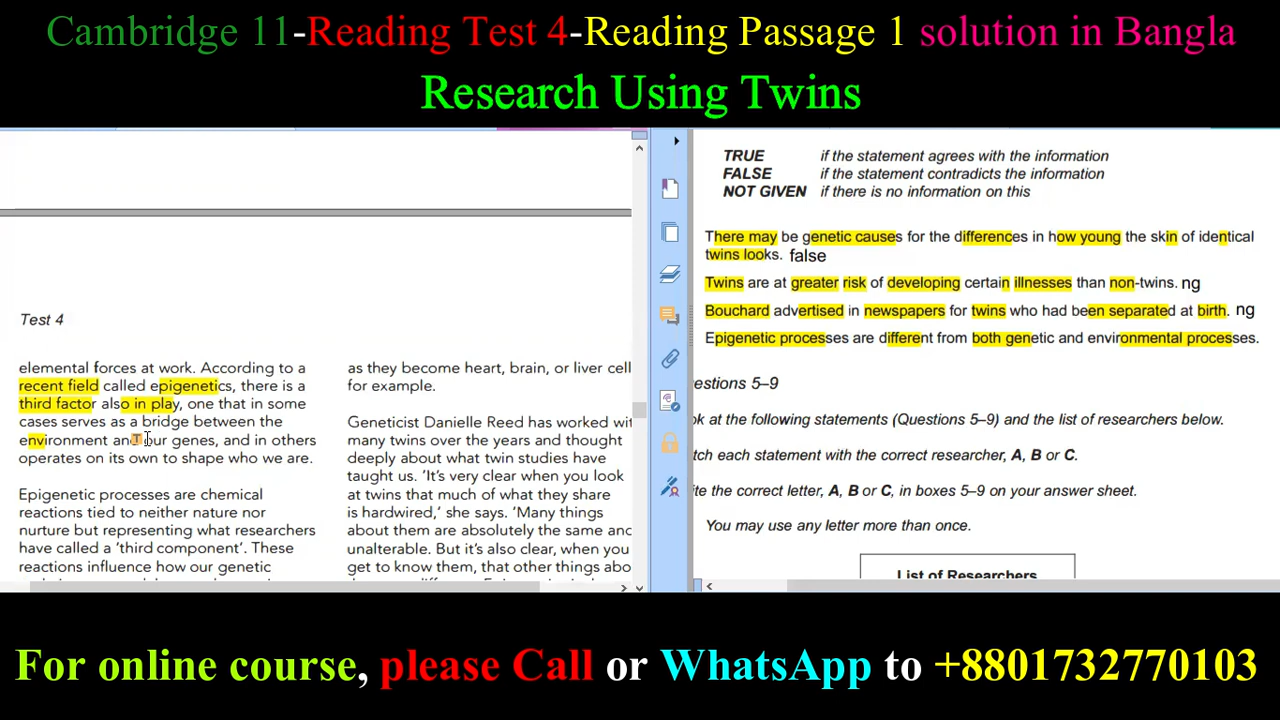 Cambridge 11-Reading Test 4-Reading Passage 1 solution in Bangla
Research Using Twins
Test 4
elemental forces at work. According to a
recent field called epigenetics, there is a
third factor also in play, one that in some
cases serves as a bridge between the
environment and our genes, and in others
operates on its own to shape who we are.
Epigenetic processes are chemical
reactions tied to neither nature nor
nurture but representing what researchers
have called a 'third component'. These
reactions influence how our genetic
as they become heart, brain, or liver cell
for example.
Geneticist Danielle Reed has worked wit
many twins over the years and thought
deeply about what twin studies have
taught us. 'It's very clear when you look
at twins that much of what they share
is hardwired,' she says. 'Many things
about them are absolutely the same and
unalterable. But it's also clear, when you
get to know them, that other things abo
TRUE if the statement agrees with the information
FALSE if the statement contradicts the information
NOT GIVEN if there is no information on this
There may be genetic causes for the differences in how young the skin of identical
twins looks. false
Twins are at greater risk of developing certain illnesses than non-twins. ng
Bouchard advertised in newspapers for twins who had been separated at birth. ng
Epigenetic processes are different from both genetic and environmental processes.
estions 5–9
ok at the following statements (Questions 5–9) and the list of researchers below.
tch each statement with the correct researcher, A, B or C.
ite the correct letter, A, B or C, in boxes 5–9 on your answer sheet.
You may use any letter more than once.
List of Researchers
For online course, please Call or WhatsApp to +8801732770103